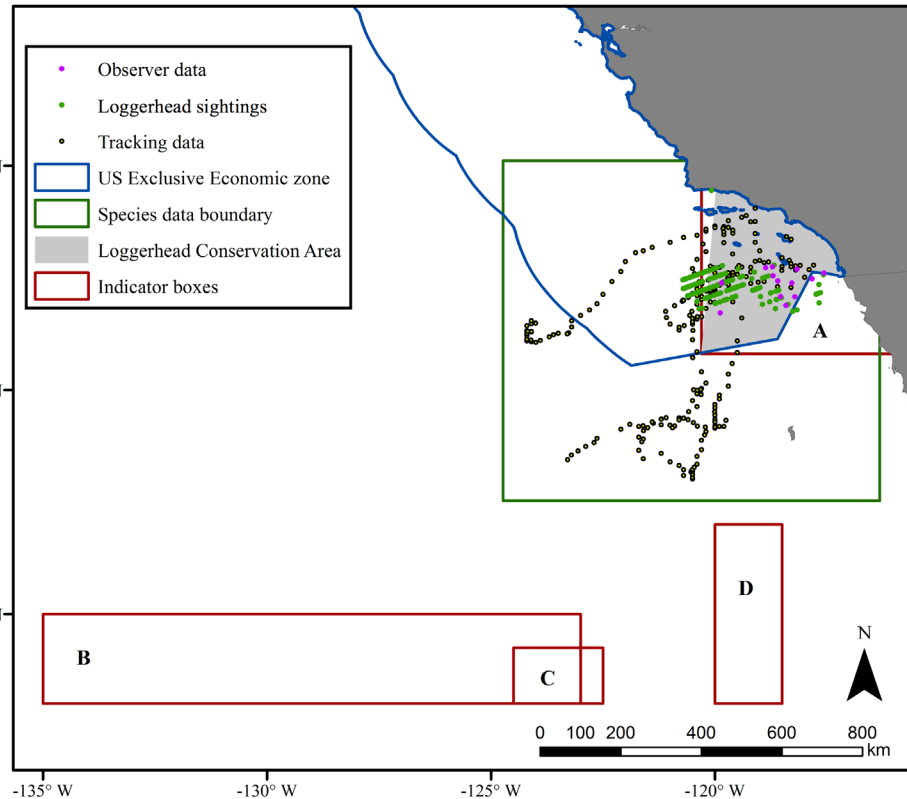 Observer data
Loggerhead sightings
Tracking data
US Exclusive Economic zone
Species data boundary
Loggerhead Conservation Area
Indicator boxes
A
B
C
D
N
0 100 200 400 600 800
km
-135° W -130° W -125° W -120° W